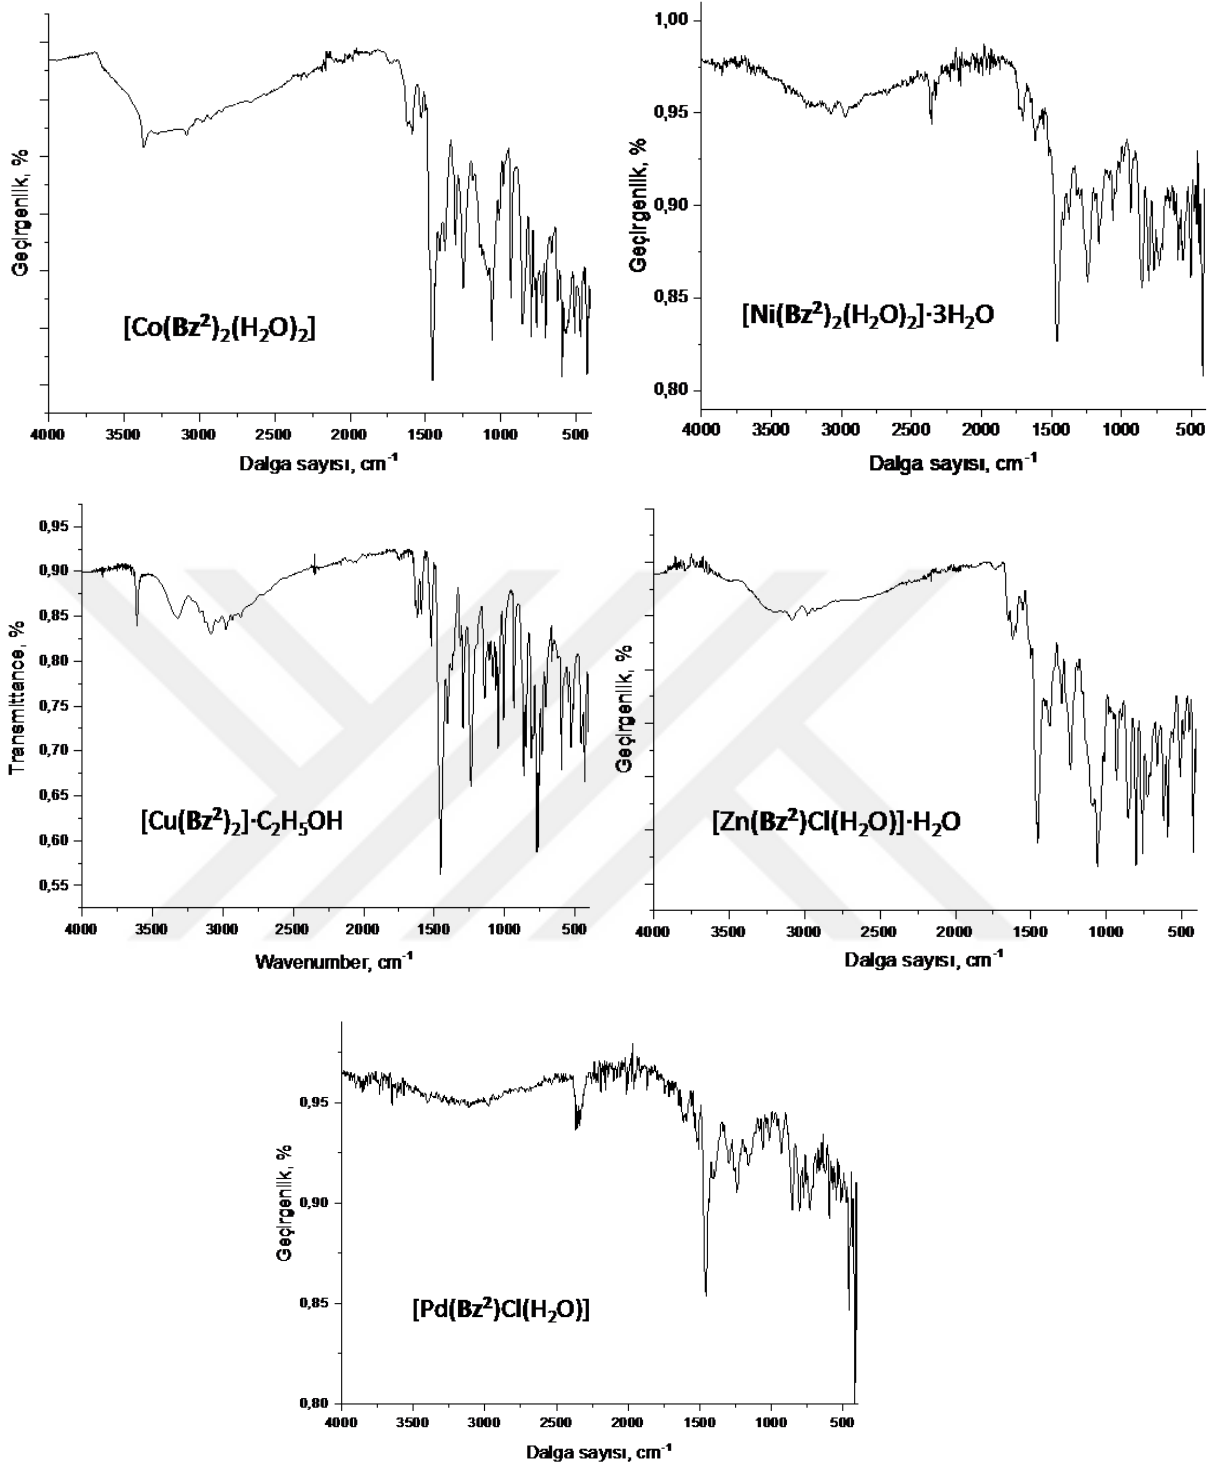 Geçirgenlik, %
[Co(Bz²)₂(H₂O)₂]
4000 3500 3000 2500 2000 1500 1000 500
Dalga sayısı, cm⁻¹
1,00
0,95
0,90
0,85
0,80
Geçirgenlik, %
[Ni(Bz²)₂(H₂O)₂]·3H₂O
4000 3500 3000 2500 2000 1500 1000 500
Dalga sayısı, cm⁻¹
0,95
0,90
0,85
0,80
0,75
0,70
0,65
0,60
0,55
Transmittance, %
[Cu(Bz²)₂]·C₂H₅OH
4000 3500 3000 2500 2000 1500 1000 500
Wavenumber, cm⁻¹
Geçirgenlik, %
[Zn(Bz²)Cl(H₂O)]·H₂O
4000 3500 3000 2500 2000 1500 1000 500
Dalga sayısı, cm⁻¹
0,95
0,90
0,85
0,80
Geçirgenlik, %
[Pd(Bz²)Cl(H₂O)]
4000 3500 3000 2500 2000 1500 1000 500
Dalga sayısı, cm⁻¹